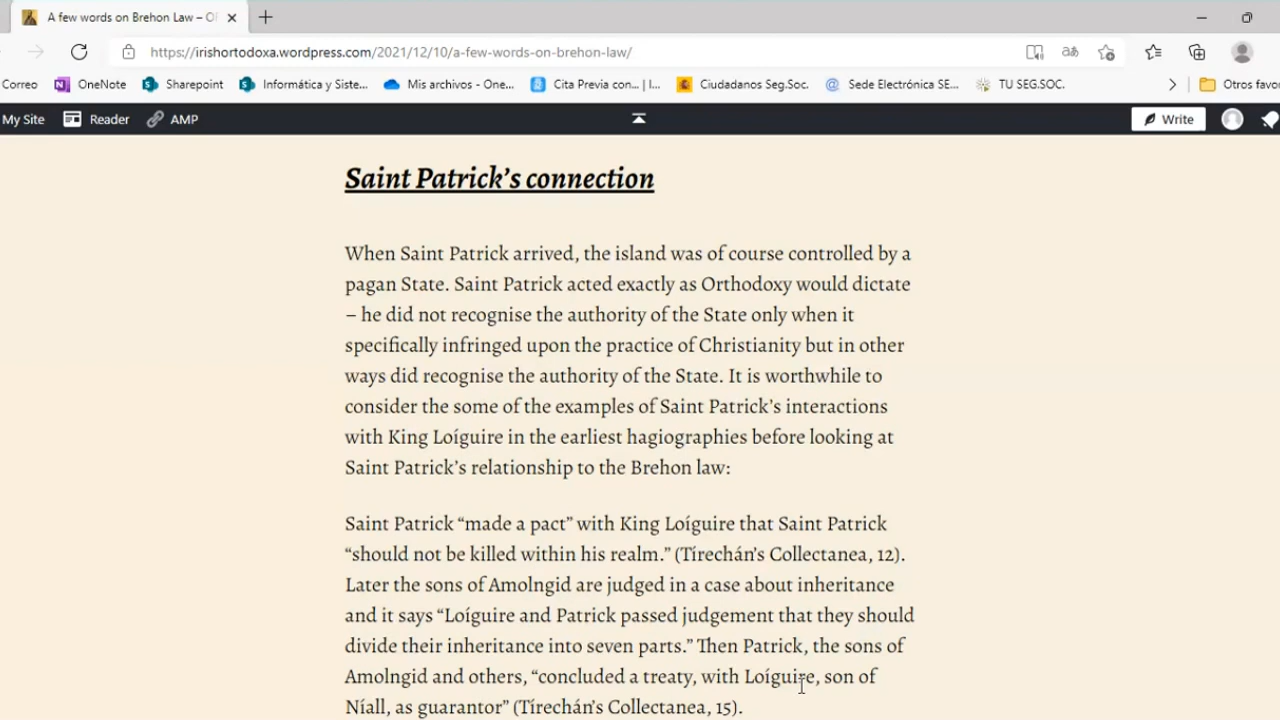 A few words on Brehon Law – O
https://irishortodoxa.wordpress.com/2021/12/10/a-few-words-on-brehon-law/
Correo OneNote Sharepoint Informática y Siste... Mis archivos - One... Cita Previa con... | I... Ciudadanos Seg.Soc. Sede Electrónica SE... TU SEG.SOC. Otros favo
My Site Reader AMP Write
Saint Patrick's connection
When Saint Patrick arrived, the island was of course controlled by a
pagan State. Saint Patrick acted exactly as Orthodoxy would dictate
– he did not recognise the authority of the State only when it
specifically infringed upon the practice of Christianity but in other
ways did recognise the authority of the State. It is worthwhile to
consider the some of the examples of Saint Patrick's interactions
with King Loíguire in the earliest hagiographies before looking at
Saint Patrick's relationship to the Brehon law:
Saint Patrick “made a pact” with King Loíguire that Saint Patrick
“should not be killed within his realm.” (Tírechán's Collectanea, 12).
Later the sons of Amolngid are judged in a case about inheritance
and it says “Loíguire and Patrick passed judgement that they should
divide their inheritance into seven parts.” Then Patrick, the sons of
Amolngid and others, “concluded a treaty, with Loíguire, son of
Níall, as guarantor” (Tírechán's Collectanea, 15).